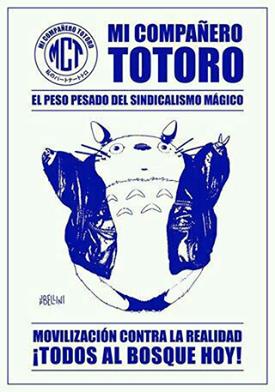 MI COMPAÑERO
TOTORO
MI COMPAÑERO TOTORO
MCT
EL PESO PESADO DEL SINDICALISMO MÁGICO
BELLINI
MOVILIZACIÓN CONTRA LA REALIDAD
¡TODOS AL BOSQUE HOY!